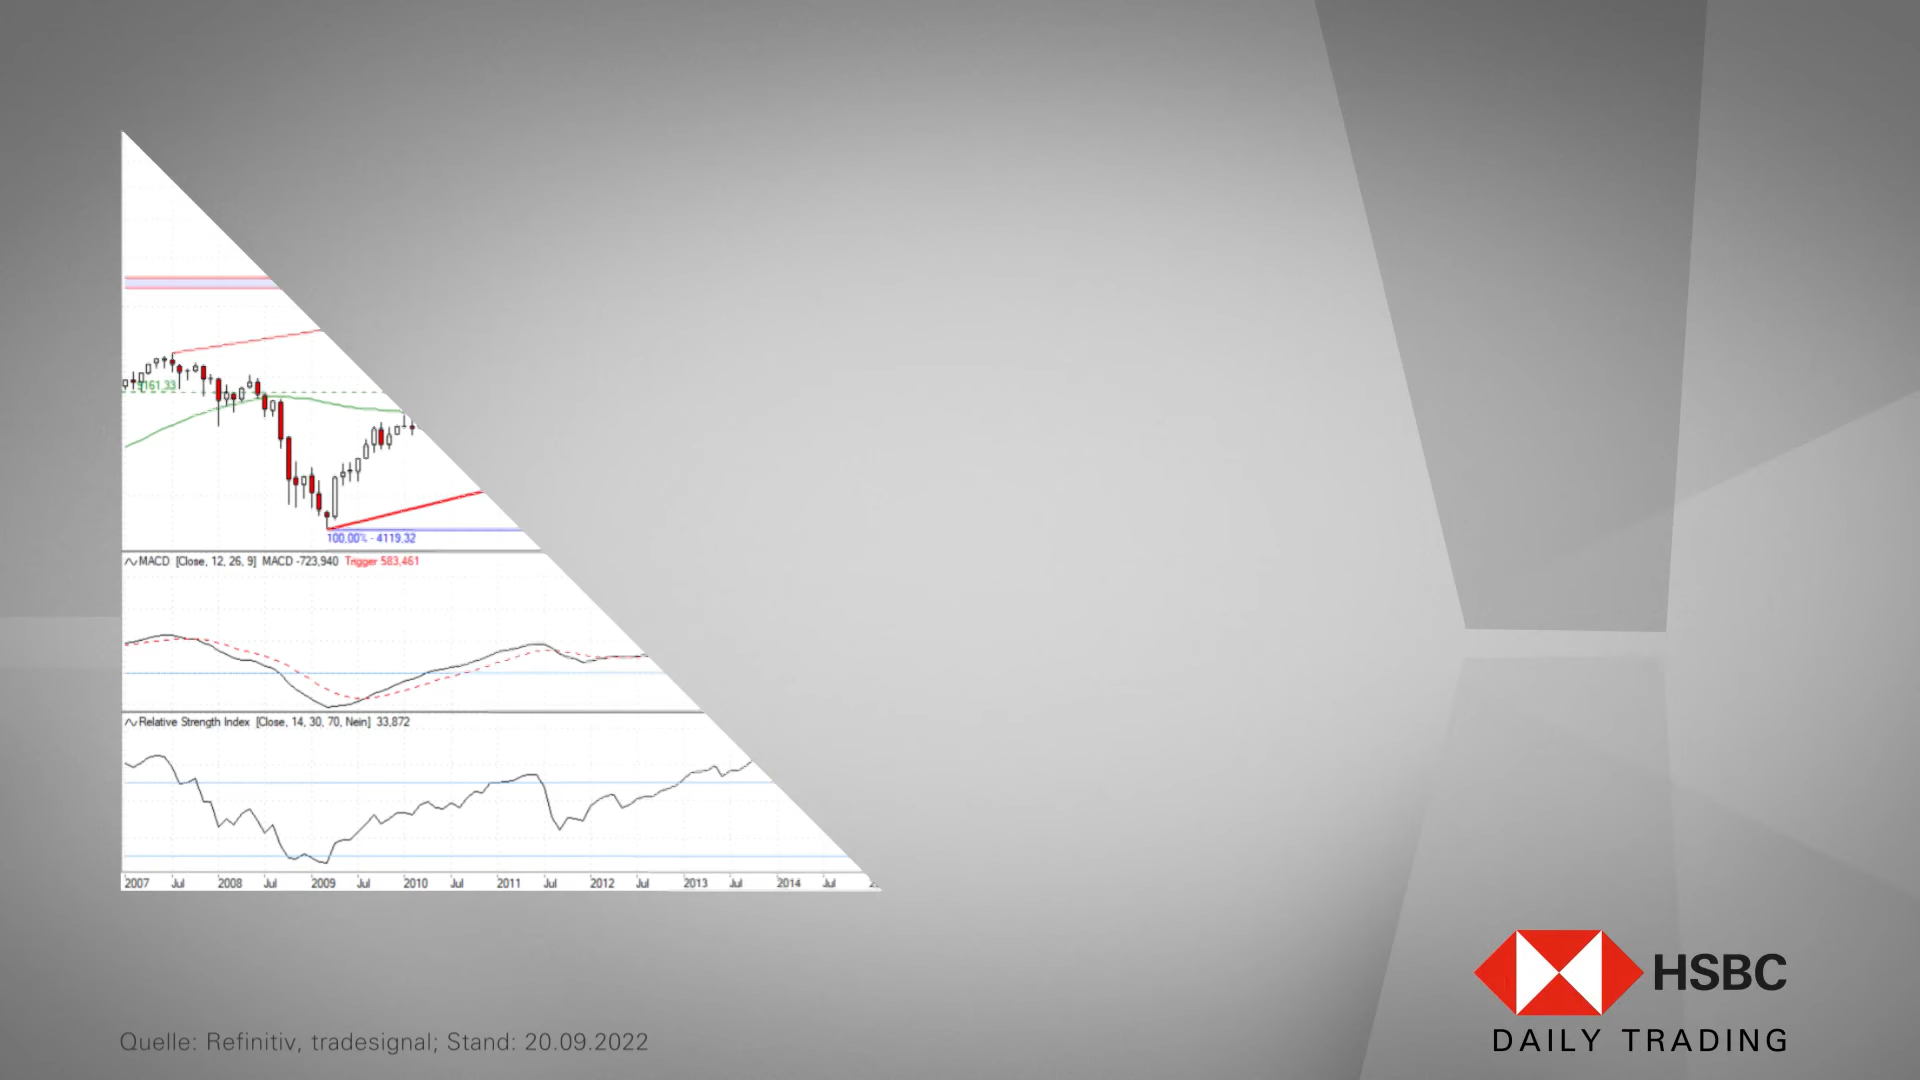 161,33
100,00% - 4119,32
MACD [Close, 12, 26, 9] MACD -723,940 Trigger 583,461
Relative Strength Index [Close, 14, 30, 70, Nein] 33,872
2007 Jul 2008 Jul 2009 Jul 2010 Jul 2011 Jul 2012 Jul 2013 Jul 2014 Jul
HSBC
DAILY TRADING
Quelle: Refinitiv, tradesignal; Stand: 20.09.2022